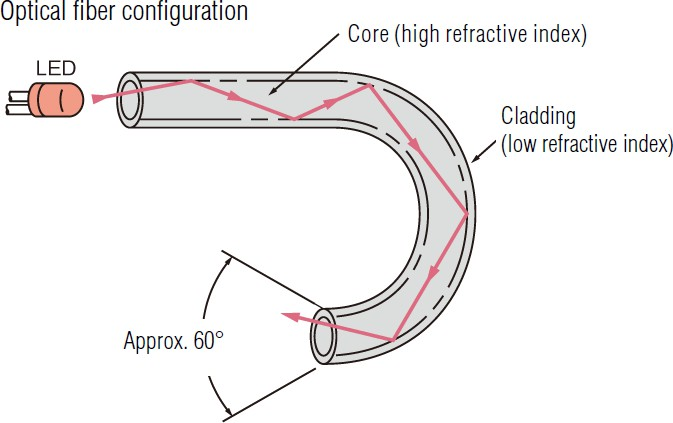 Optical fiber configuration
Core (high refractive index)
LED
Cladding
(low refractive index)
Approx. 60°